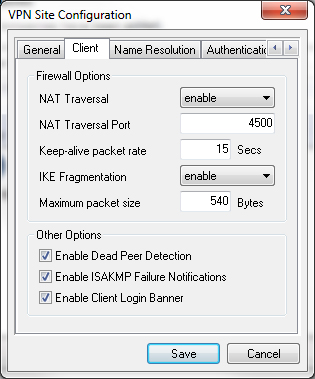 VPN Site Configuration
General Client Name Resolution Authenticatio
Firewall Options
NAT Traversal enable
NAT Traversal Port 4500
Keep-alive packet rate 15 Secs
IKE Fragmentation enable
Maximum packet size 540 Bytes
Other Options
Enable Dead Peer Detection
Enable ISAKMP Failure Notifications
Enable Client Login Banner
Save Cancel